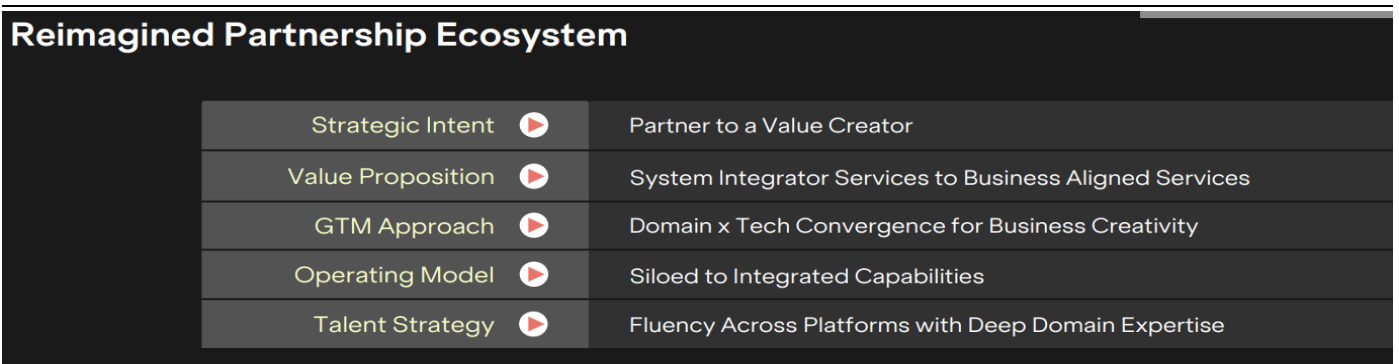 Reimagined Partnership Ecosystem
Strategic Intent Partner to a Value Creator
Value Proposition System Integrator Services to Business Aligned Services
GTM Approach Domain x Tech Convergence for Business Creativity
Operating Model Siloed to Integrated Capabilities
Talent Strategy Fluency Across Platforms with Deep Domain Expertise